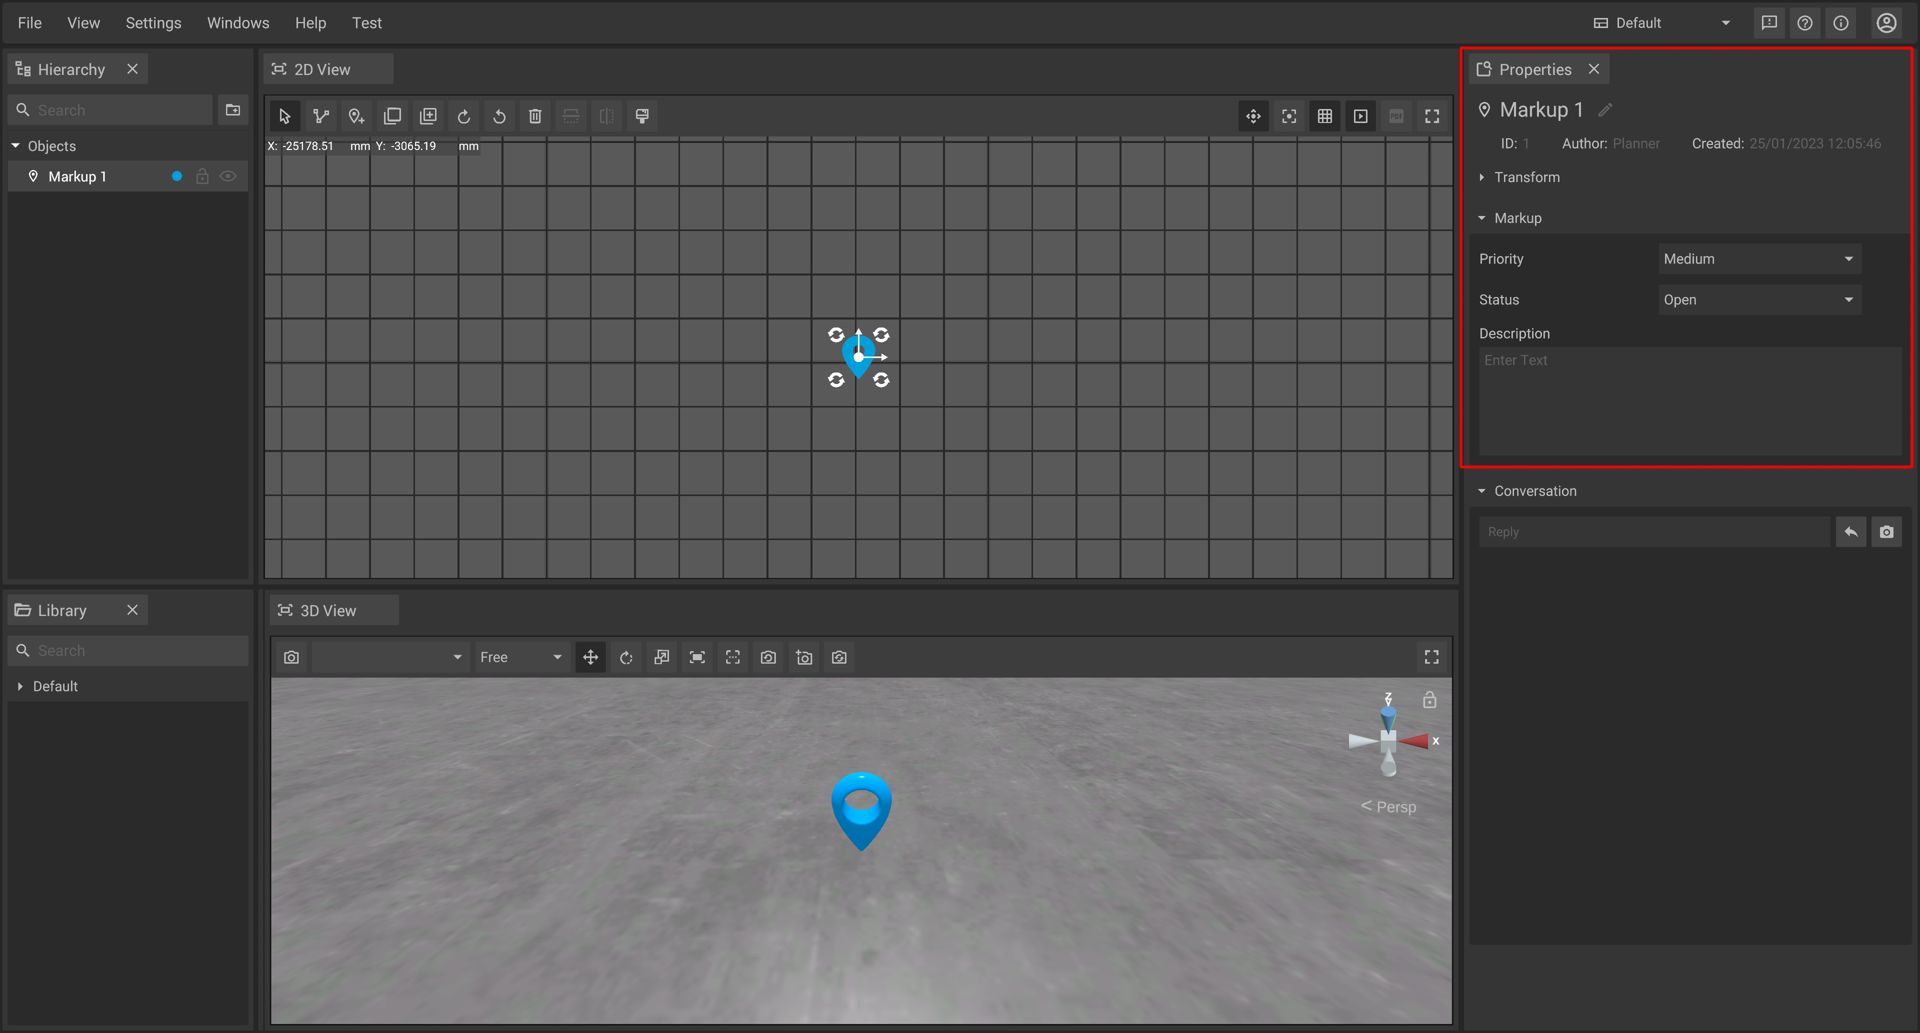 File View Settings Windows Help Test Default
Hierarchy
Search
Objects
Markup 1
2D View
X: -25178.51 mm Y: -3065.19 mm
Properties
Markup 1
ID: 1 Author: Planner Created: 25/01/2023 12:05:46
Transform
Markup
Priority Medium
Status Open
Description
Enter Text
Conversation
Reply
Library
Search
Default
3D View
Free
Z
X
< Persp